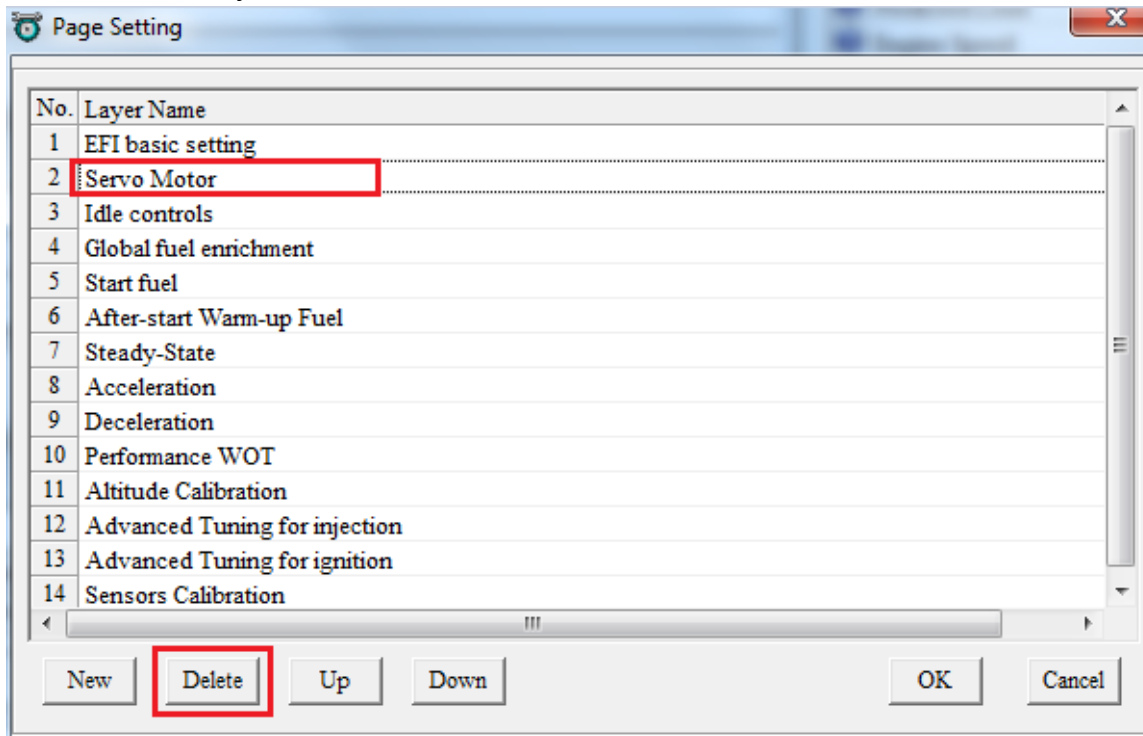 Page Setting
No. Layer Name
1 EFI basic setting
2 Servo Motor
3 Idle controls
4 Global fuel enrichment
5 Start fuel
6 After-start Warm-up Fuel
7 Steady-State
8 Acceleration
9 Deceleration
10 Performance WOT
11 Altitude Calibration
12 Advanced Tuning for injection
13 Advanced Tuning for ignition
14 Sensors Calibration
New Delete Up Down OK Cancel